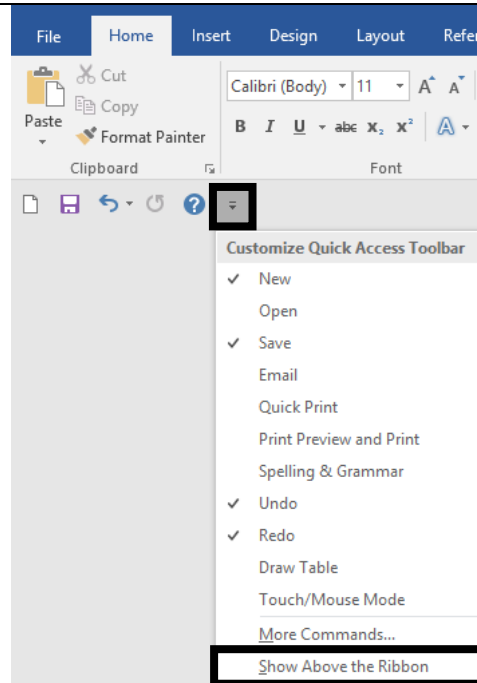 File Home Insert Design Layout Refer
Cut
Calibri (Body) 11 A A
Copy
Paste
Format Painter
B I U abc X₂ X² A
Clipboard Font
Customize Quick Access Toolbar
New
Open
Save
Email
Quick Print
Print Preview and Print
Spelling & Grammar
Undo
Redo
Draw Table
Touch/Mouse Mode
More Commands...
Show Above the Ribbon